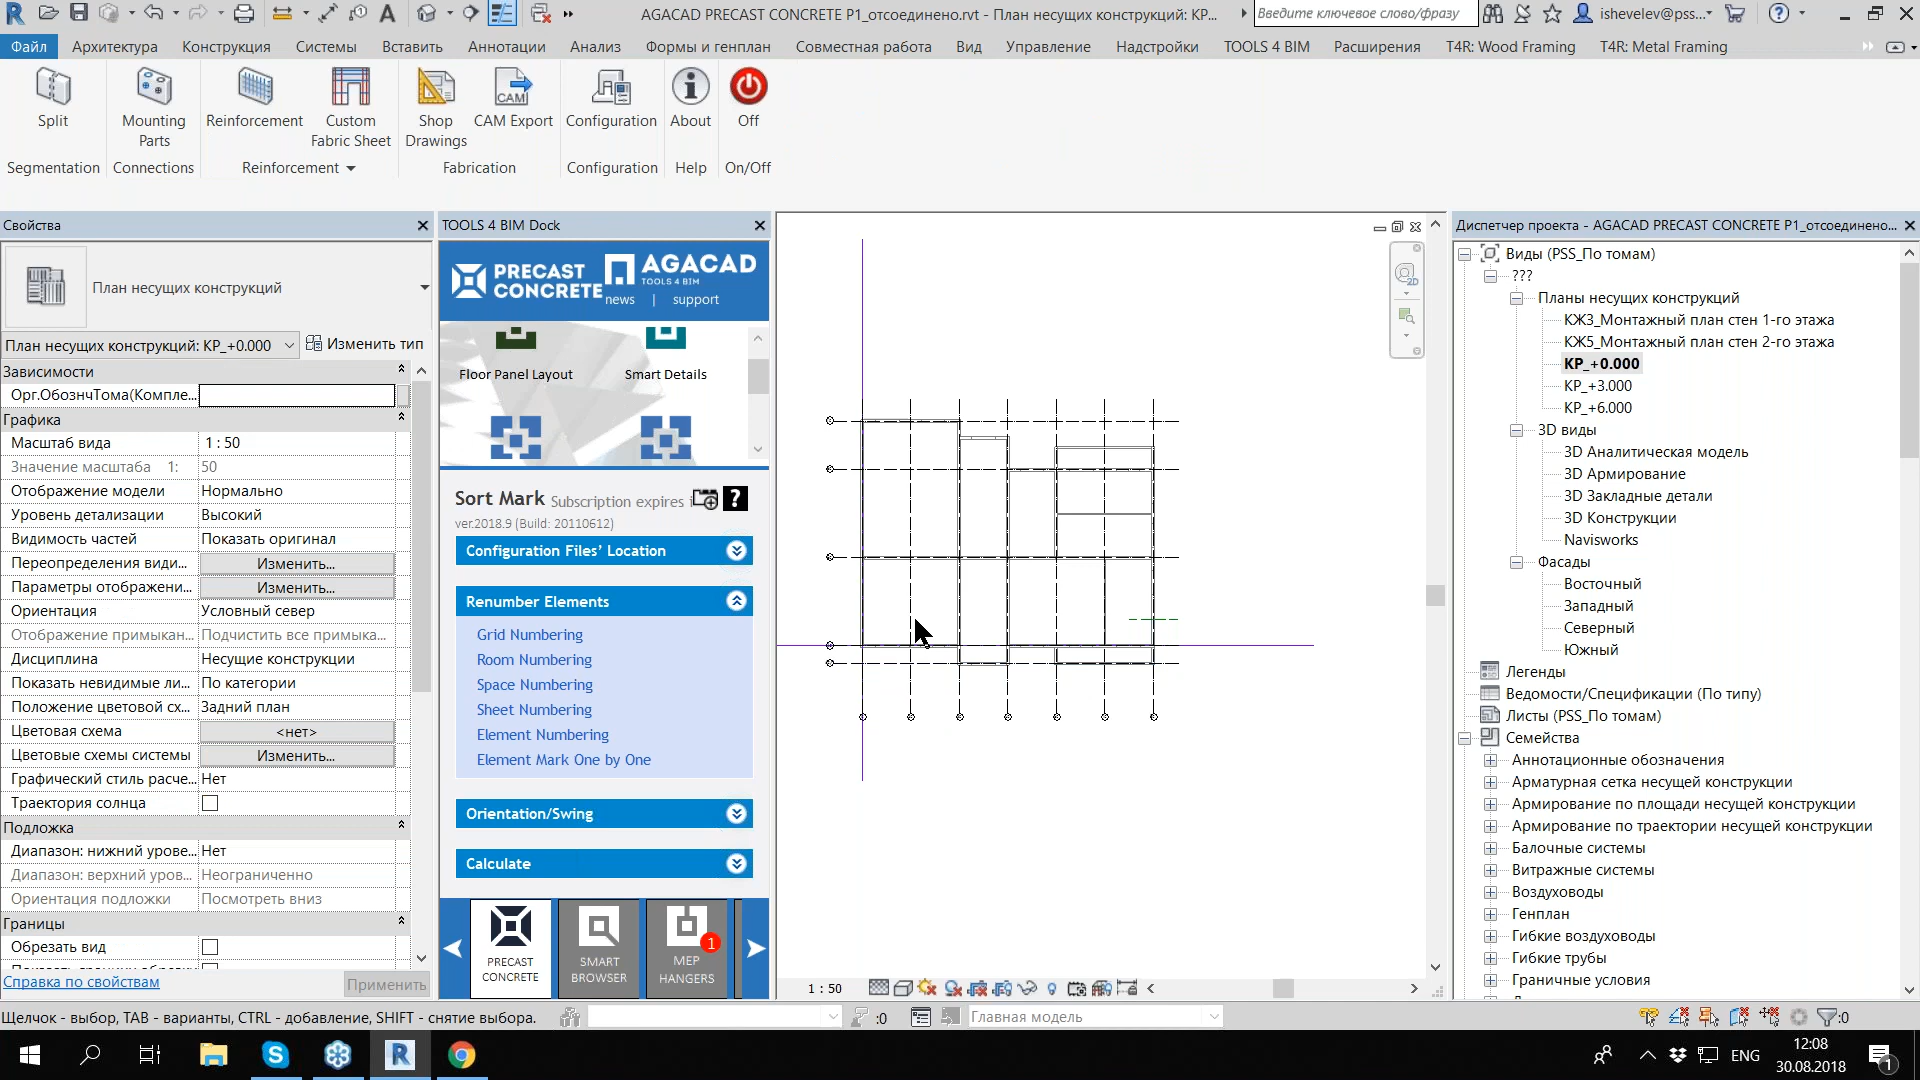 AGACAD PRECAST CONCRETE P1_отсоединено.rvt - План несущих конструкций: KP...
Введите ключевое слово/фразу
ishevelev@pss...
Файл
Архитектура
Конструкция
Системы
Вставить
Аннотации
Анализ
Формы и генплан
Совместная работа
Вид
Управление
Надстройки
TOOLS 4 BIM
Расширения
T4R: Wood Framing
T4R: Metal Framing
Split
Mounting Parts
Reinforcement
Custom Fabric Sheet
Shop Drawings
CAM
CAM Export
Configuration
About
Off
Segmentation
Connections
Reinforcement
Fabrication
Configuration
Help
On/Off
Свойства
План несущих конструкций
План несущих конструкций: KP_+0.000
Изменить тип
Зависимости
Орг.ОбознчТома(Компле...
Графика
Масштаб вида 1 : 50
Значение масштаба 1: 50
Отображение модели Нормально
Уровень детализации Высокий
Видимость частей Показать оригинал
Переопределения види... Изменить...
Параметры отображени... Изменить...
Ориентация Условный север
Отображение примыкан... Подчистить все примыка...
Дисциплина Несущие конструкции
Показать невидимые ли... По категории
Положение цветовой сх... Задний план
Цветовая схема <нет>
Цветовые схемы системы Изменить...
Графический стиль расче... Нет
Траектория солнца
Подложка
Диапазон: нижний урове... Нет
Диапазон: верхний уров... Неограниченно
Ориентация подложки Посмотреть вниз
Границы
Обрезать вид
Справка по свойствам
Применить
TOOLS 4 BIM Dock
PRECAST CONCRETE
AGACAD
TOOLS 4 BIM
news | support
Floor Panel Layout
Smart Details
Sort Mark
Subscription expires i
ver.2018.9 (Build: 20110612)
Configuration Files' Location
Renumber Elements
Grid Numbering
Room Numbering
Space Numbering
Sheet Numbering
Element Numbering
Element Mark One by One
Orientation/Swing
Calculate
PRECAST CONCRETE
SMART BROWSER
MEP HANGERS
1
2D
1 : 50
Диспетчер проекта - AGACAD PRECAST CONCRETE P1_отсоединено...
Виды (PSS_По томам)
???
Планы несущих конструкций
КЖ3_Монтажный план стен 1-го этажа
КЖ5_Монтажный план стен 2-го этажа
KP_+0.000
KP_+3.000
KP_+6.000
3D виды
3D Аналитическая модель
3D Армирование
3D Закладные детали
3D Конструкции
Navisworks
Фасады
Восточный
Западный
Северный
Южный
Легенды
Ведомости/Спецификации (По типу)
Листы (PSS_По томам)
Семейства
Аннотационные обозначения
Арматурная сетка несущей конструкции
Армирование по площади несущей конструкции
Армирование по траектории несущей конструкции
Балочные системы
Витражные системы
Воздуховоды
Генплан
Гибкие воздуховоды
Гибкие трубы
Граничные условия
Щелчок - выбор, TAB - варианты, CTRL - добавление, SHIFT - снятие выбора.
:0
Главная модель
:0
ENG
12:08
30.08.2018
1